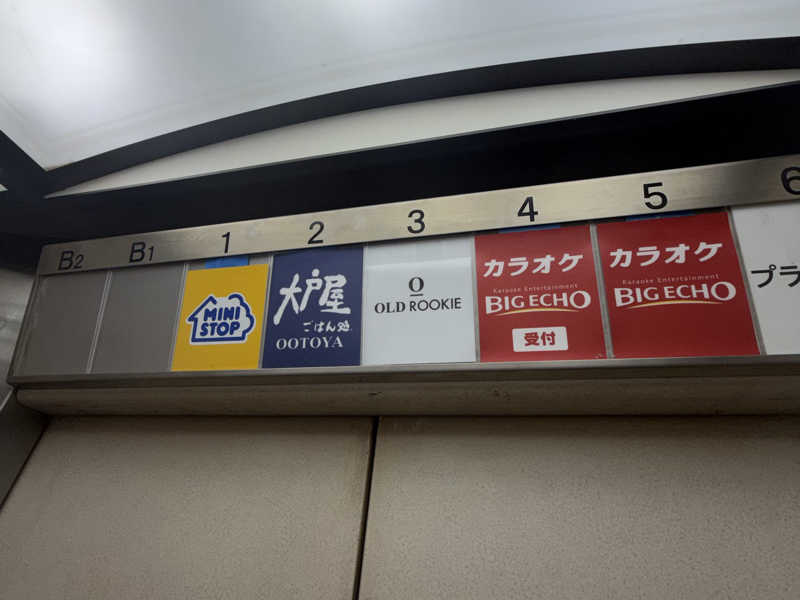 B2 B1 1 2 3 4 5 6
MINI
STOP
大戸屋
ごはん処
OOTOYA
O
OLD ROOKIE
カラオケ
Karaoke Entertainment
BIG ECHO
受付
カラオケ
Karaoke Entertainment
BIG ECHO
プラ